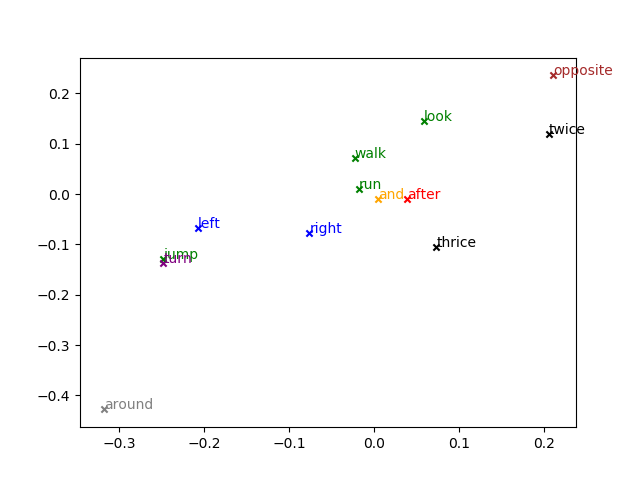 opposite
twice
look
walk
run
and
after
left
right
thrice
jump
turn
around
0.2
0.1
0.0
−0.1
−0.2
−0.3
−0.4
−0.3
−0.2
−0.1
0.0
0.1
0.2